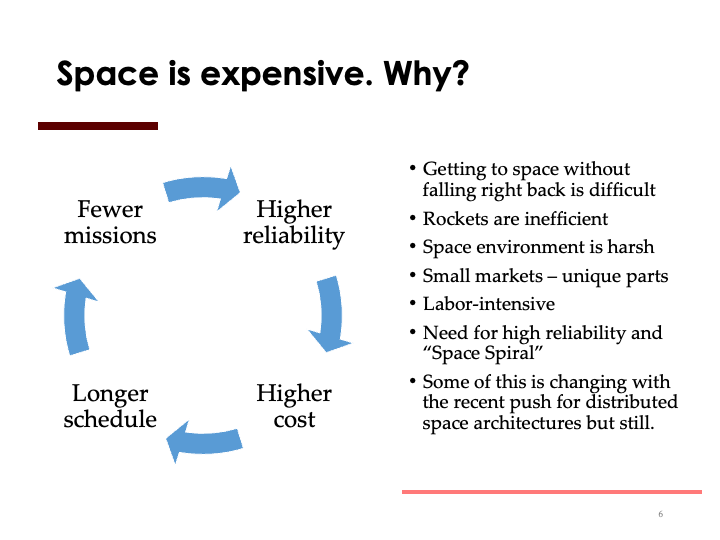 Space is expensive. Why?
Fewer
missions
Higher
reliability
Higher
cost
Longer
schedule
• Getting to space without
falling right back is difficult
• Rockets are inefficient
• Space environment is harsh
• Small markets – unique parts
• Labor-intensive
• Need for high reliability and
“Space Spiral”
• Some of this is changing with
the recent push for distributed
space architectures but still.
6